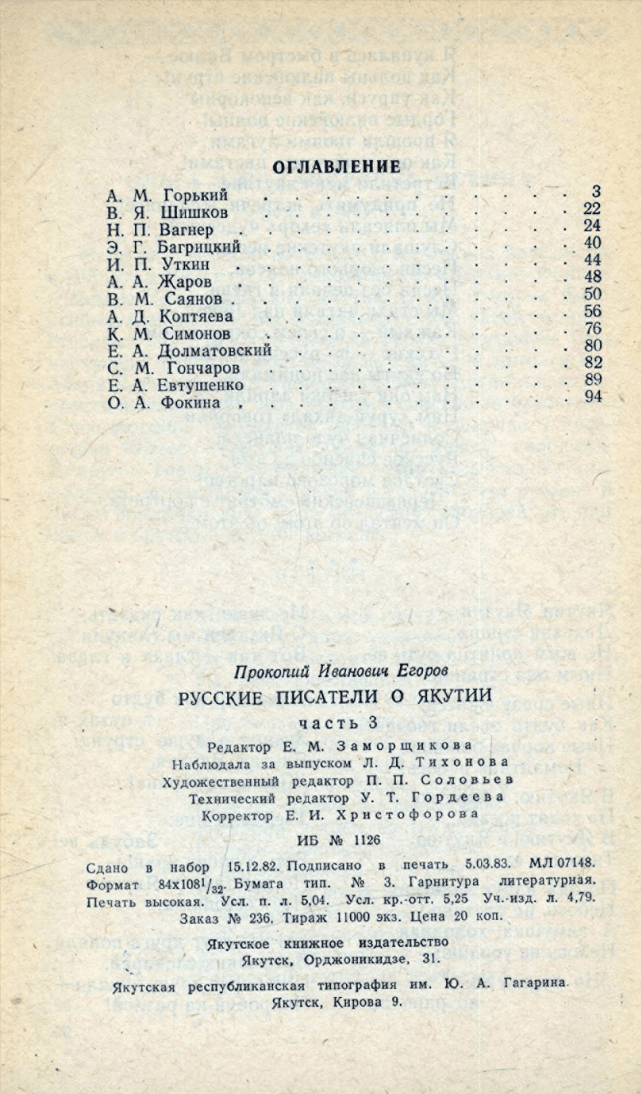 ОГЛАВЛЕНИЕ
А. М. Горький . . . . . . . . . . 3
В. Я. Шишков . . . . . . . . . . 22
Н. П. Вагнер . . . . . . . . . . 24
Э. Г. Багрицкий . . . . . . . . . . 40
И. П. Уткин . . . . . . . . . . 44
А. А. Жаров . . . . . . . . . . 48
В. М. Саянов . . . . . . . . . . 50
А. Д. Коптяева . . . . . . . . . . 56
К. М. Симонов . . . . . . . . . . 76
Е. А. Долматовский . . . . . . . . . . 80
С. М. Гончаров . . . . . . . . . . 82
Е. А. Евтушенко . . . . . . . . . . 89
О. А. Фокина . . . . . . . . . . 94
Прокопий Иванович Егоров
РУССКИЕ ПИСАТЕЛИ О ЯКУТИИ
часть 3
Редактор Е. М. Заморщикова
Наблюдала за выпуском Л. Д. Тихонова
Художественный редактор П. П. Соловьев
Технический редактор У. Т. Гордеева
Корректор Е. И. Христофорова
ИБ № 1126
Сдано в набор 15.12.82. Подписано в печать 5.03.83. МЛ 07148.
Формат 84х108¹/₃₂. Бумага тип. № 3. Гарнитура литературная.
Печать высокая. Усл. п. л. 5,04. Усл. кр.-отт. 5,25 Уч.-изд. л. 4,79.
Заказ № 236. Тираж 11000 экз. Цена 20 коп.
Якутское книжное издательство
Якутск, Орджоникидзе, 31.
Якутская республиканская типография им. Ю. А. Гагарина.
Якутск, Кирова 9.